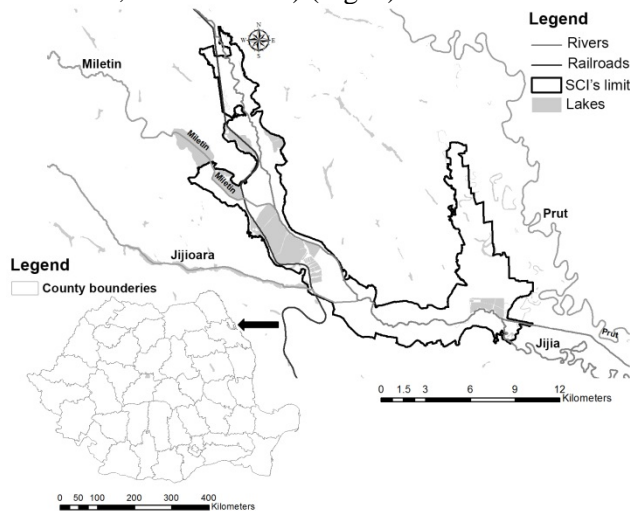 (
N
W
E
S
Legend
Rivers
Railroads
SCI's limit
Lakes
Miletin
Miletin
Miletin
Prut
Jijioara
Legend
County bounderies
Prut
Jijia
0 1.5 3 6 9 12
Kilometers
0 50 100 200 300 400
Kilometers